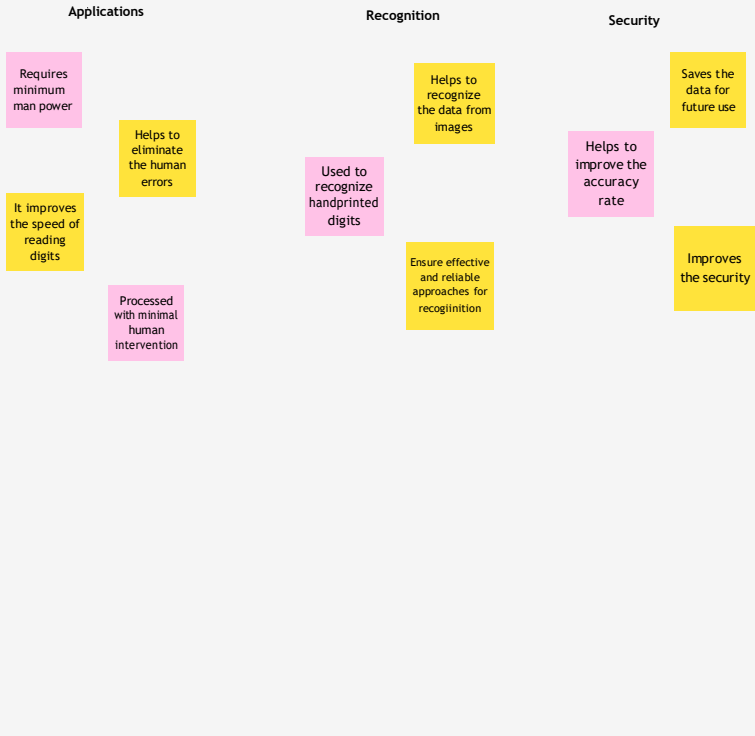 Applications
Requires
minimum
man power
Helps to
eliminate
the human
errors
It improves
the speed of
reading
digits
Processed
with minimal
human
intervention
Recognition
Helps to
recognize
the data from
images
Used to
recognize
handprinted
digits
Ensure effective
and reliable
approaches for
recogiinition
Security
Saves the
data for
future use
Helps to
improve the
accuracy
rate
Improves
the security